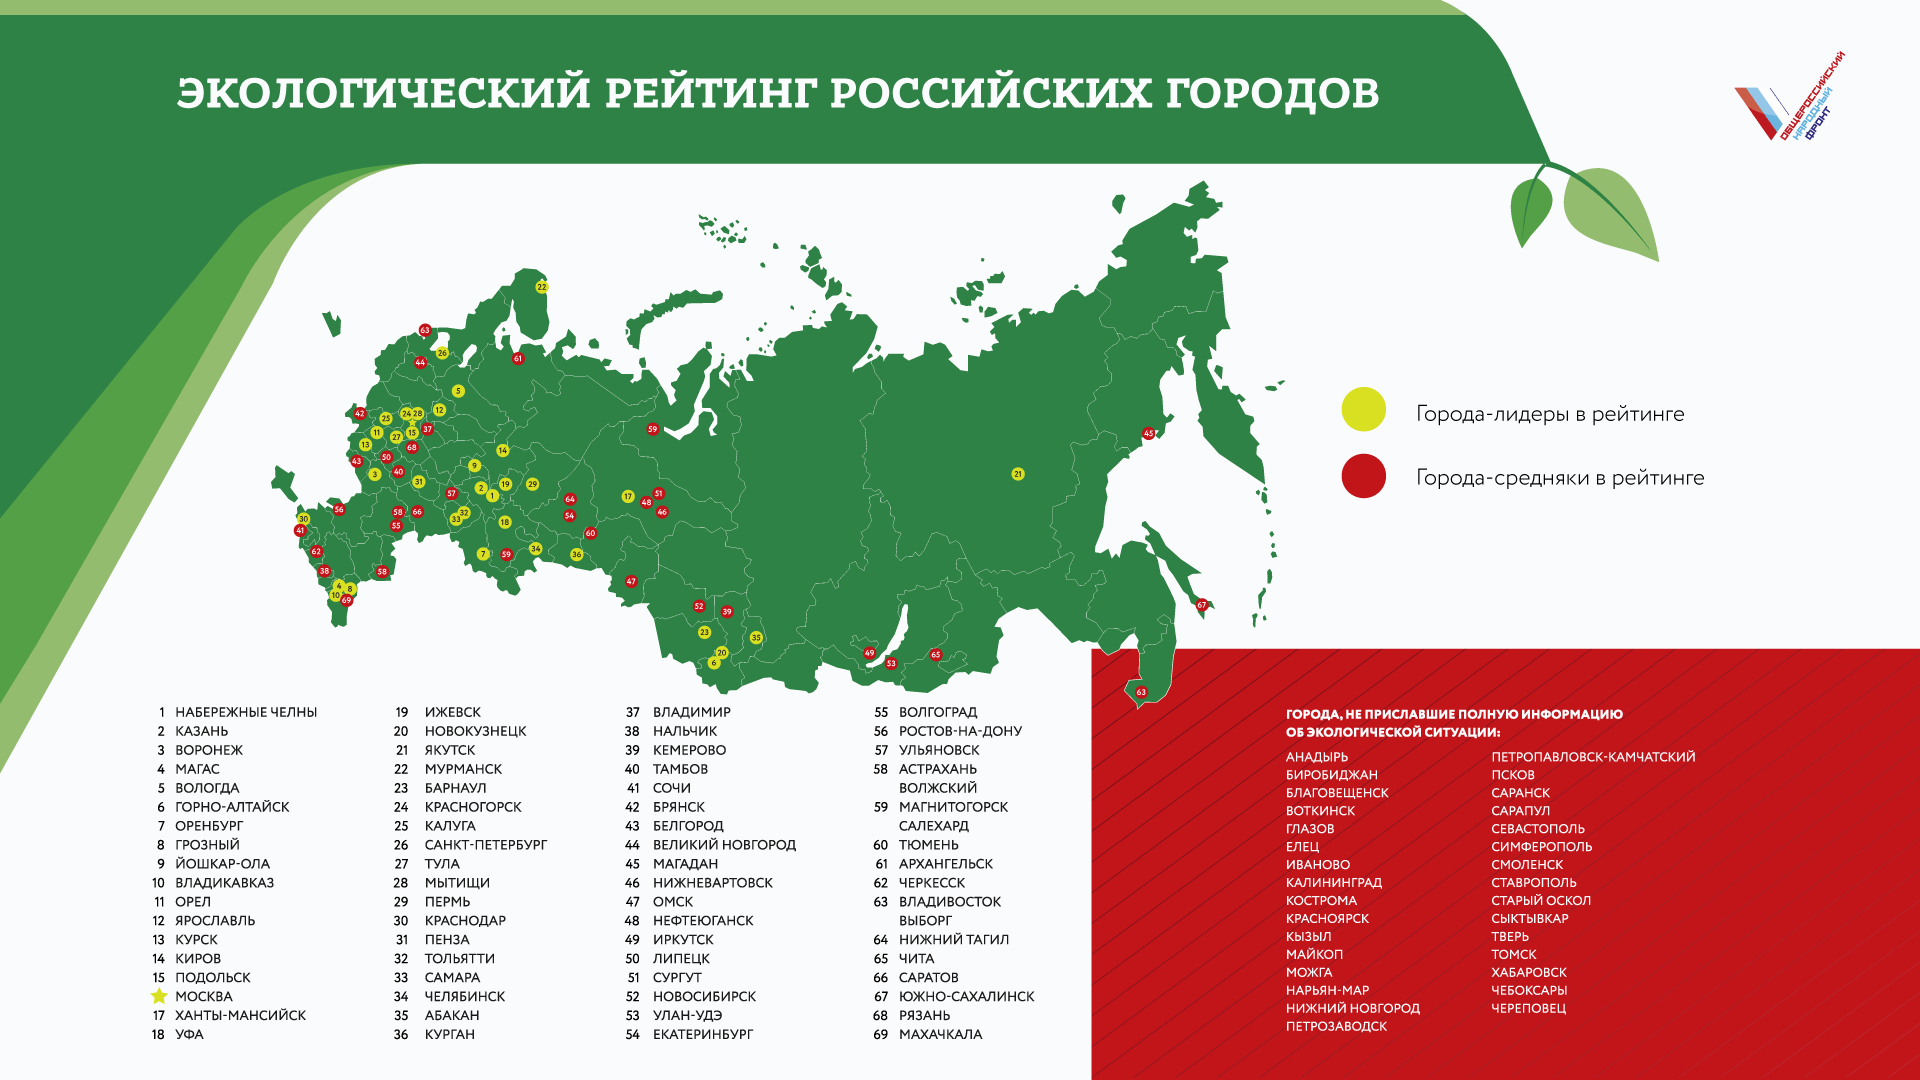 ЭКОЛОГИЧЕСКИЙ РЕЙТИНГ РОССИЙСКИХ ГОРОДОВ
ОБЩЕРОССИЙСКИЙ
НАРОДНЫЙ
ФРОНТ
22
63
26
44
61
5
42
25
24
28
12
59
11
27
15
37
45
13
68
14
43
50
9
40
3
31
21
2
19
29
57
1
64
17
51
48
56
58
66
32
54
46
30
33
18
55
41
60
62
7
59
34
36
38
58
47
4
8
10
69
52
39
67
23
35
20
6
49
53
65
63
Города-лидеры в рейтинге
Города-средняки в рейтинге
1 НАБЕРЕЖНЫЕ ЧЕЛНЫ
2 КАЗАНЬ
3 ВОРОНЕЖ
4 МАГАС
5 ВОЛОГДА
6 ГОРНО-АЛТАЙСК
7 ОРЕНБУРГ
8 ГРОЗНЫЙ
9 ЙОШКАР-ОЛА
10 ВЛАДИКАВКАЗ
11 ОРЕЛ
12 ЯРОСЛАВЛЬ
13 КУРСК
14 КИРОВ
15 ПОДОЛЬСК
МОСКВА
17 ХАНТЫ-МАНСИЙСК
18 УФА
19 ИЖЕВСК
20 НОВОКУЗНЕЦК
21 ЯКУТСК
22 МУРМАНСК
23 БАРНАУЛ
24 КРАСНОГОРСК
25 КАЛУГА
26 САНКТ-ПЕТЕРБУРГ
27 ТУЛА
28 МЫТИЩИ
29 ПЕРМЬ
30 КРАСНОДАР
31 ПЕНЗА
32 ТОЛЬЯТТИ
33 САМАРА
34 ЧЕЛЯБИНСК
35 АБАКАН
36 КУРГАН
37 ВЛАДИМИР
38 НАЛЬЧИК
39 КЕМЕРОВО
40 ТАМБОВ
41 СОЧИ
42 БРЯНСК
43 БЕЛГОРОД
44 ВЕЛИКИЙ НОВГОРОД
45 МАГАДАН
46 НИЖНЕВАРТОВСК
47 ОМСК
48 НЕФТЕЮГАНСК
49 ИРКУТСК
50 ЛИПЕЦК
51 СУРГУТ
52 НОВОСИБИРСК
53 УЛАН-УДЭ
54 ЕКАТЕРИНБУРГ
55 ВОЛГОГРАД
56 РОСТОВ-НА-ДОНУ
57 УЛЬЯНОВСК
58 АСТРАХАНЬ
ВОЛЖСКИЙ
59 МАГНИТОГОРСК
САЛЕХАРД
60 ТЮМЕНЬ
61 АРХАНГЕЛЬСК
62 ЧЕРКЕССК
63 ВЛАДИВОСТОК
ВЫБОРГ
64 НИЖНИЙ ТАГИЛ
65 ЧИТА
66 САРАТОВ
67 ЮЖНО-САХАЛИНСК
68 РЯЗАНЬ
69 МАХАЧКАЛА
ГОРОДА, НЕ ПРИСЛАВШИЕ ПОЛНУЮ ИНФОРМАЦИЮ
ОБ ЭКОЛОГИЧЕСКОЙ СИТУАЦИИ:
АНАДЫРЬ
БИРОБИДЖАН
БЛАГОВЕЩЕНСК
ВОТКИНСК
ГЛАЗОВ
ЕЛЕЦ
ИВАНОВО
КАЛИНИНГРАД
КОСТРОМА
КРАСНОЯРСК
КЫЗЫЛ
МАЙКОП
МОЖГА
НАРЬЯН-МАР
НИЖНИЙ НОВГОРОД
ПЕТРОЗАВОДСК
ПЕТРОПАВЛОВСК-КАМЧАТСКИЙ
ПСКОВ
САРАНСК
САРАПУЛ
СЕВАСТОПОЛЬ
СИМФЕРОПОЛЬ
СМОЛЕНСК
СТАВРОПОЛЬ
СТАРЫЙ ОСКОЛ
СЫКТЫВКАР
ТВЕРЬ
ТОМСК
ХАБАРОВСК
ЧЕБОКСАРЫ
ЧЕРЕПОВЕЦ